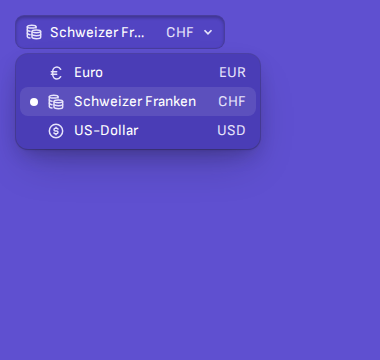 Schweizer Fr... CHF
Euro EUR
Schweizer Franken CHF
US-Dollar USD